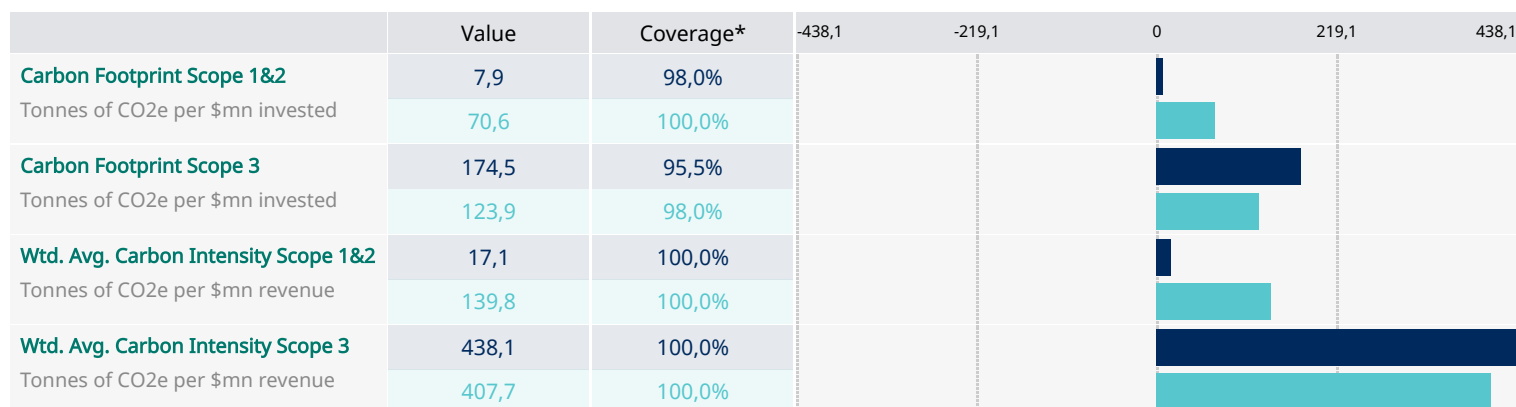 Value Coverage* -438,1 -219,1 0 219,1 438,1
Carbon Footprint Scope 1&2 7,9 98,0%
Tonnes of CO2e per $mn invested 70,6 100,0%
Carbon Footprint Scope 3 174,5 95,5%
Tonnes of CO2e per $mn invested 123,9 98,0%
Wtd. Avg. Carbon Intensity Scope 1&2 17,1 100,0%
Tonnes of CO2e per $mn revenue 139,8 100,0%
Wtd. Avg. Carbon Intensity Scope 3 438,1 100,0%
Tonnes of CO2e per $mn revenue 407,7 100,0%